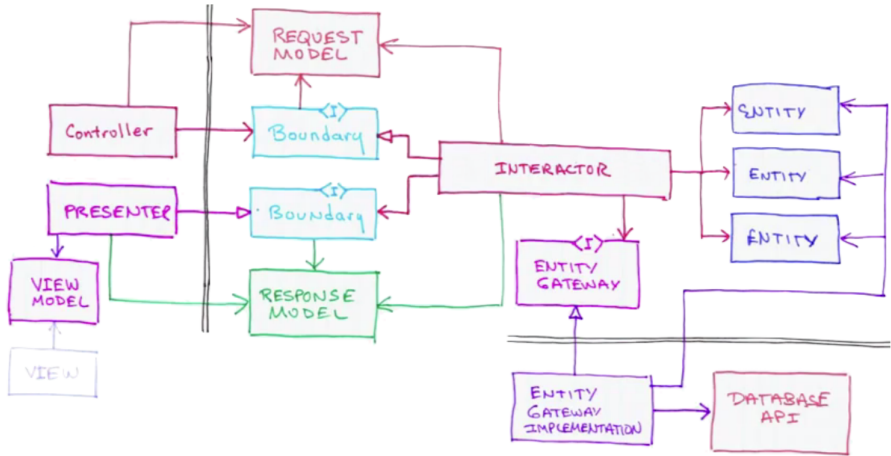 REQUEST
MODEL
<I>
Controller
Boundary
ENTITY
INTERACTOR
ENTITY
<I>
PRESENTER
Boundary
ENTITY
<I>
ENTITY
GATEWAY
VIEW
MODEL
RESPONSE
MODEL
VIEW
ENTITY
GATEWAY
IMPLEMENTATION
DATABASE
API